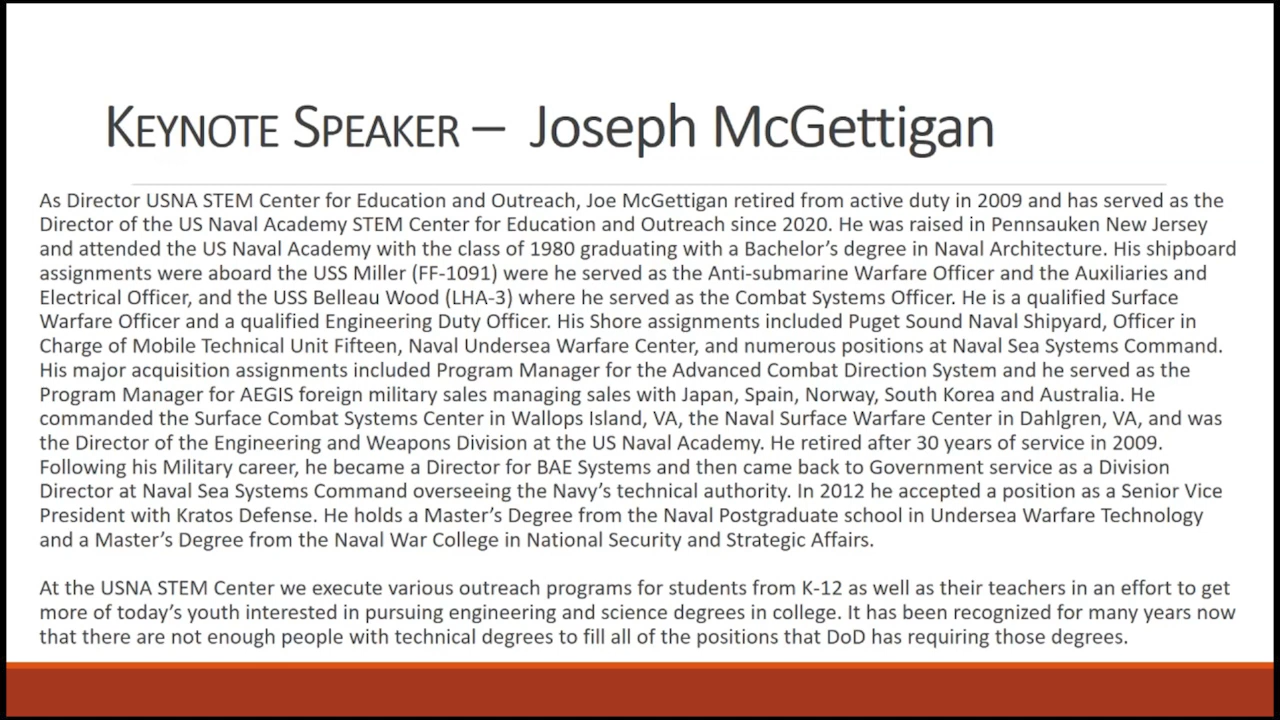 KEYNOTE SPEAKER – Joseph McGettigan
As Director USNA STEM Center for Education and Outreach, Joe McGettigan retired from active duty in 2009 and has served as the
Director of the US Naval Academy STEM Center for Education and Outreach since 2020. He was raised in Pennsauken New Jersey
and attended the US Naval Academy with the class of 1980 graduating with a Bachelor’s degree in Naval Architecture. His shipboard
assignments were aboard the USS Miller (FF-1091) were he served as the Anti-submarine Warfare Officer and the Auxiliaries and
Electrical Officer, and the USS Belleau Wood (LHA-3) where he served as the Combat Systems Officer. He is a qualified Surface
Warfare Officer and a qualified Engineering Duty Officer. His Shore assignments included Puget Sound Naval Shipyard, Officer in
Charge of Mobile Technical Unit Fifteen, Naval Undersea Warfare Center, and numerous positions at Naval Sea Systems Command.
His major acquisition assignments included Program Manager for the Advanced Combat Direction System and he served as the
Program Manager for AEGIS foreign military sales managing sales with Japan, Spain, Norway, South Korea and Australia. He
commanded the Surface Combat Systems Center in Wallops Island, VA, the Naval Surface Warfare Center in Dahlgren, VA, and was
the Director of the Engineering and Weapons Division at the US Naval Academy. He retired after 30 years of service in 2009.
Following his Military career, he became a Director for BAE Systems and then came back to Government service as a Division
Director at Naval Sea Systems Command overseeing the Navy’s technical authority. In 2012 he accepted a position as a Senior Vice
President with Kratos Defense. He holds a Master’s Degree from the Naval Postgraduate school in Undersea Warfare Technology
and a Master’s Degree from the Naval War College in National Security and Strategic Affairs.
At the USNA STEM Center we execute various outreach programs for students from K-12 as well as their teachers in an effort to get
more of today’s youth interested in pursuing engineering and science degrees in college. It has been recognized for many years now
that there are not enough people with technical degrees to fill all of the positions that DoD has requiring those degrees.